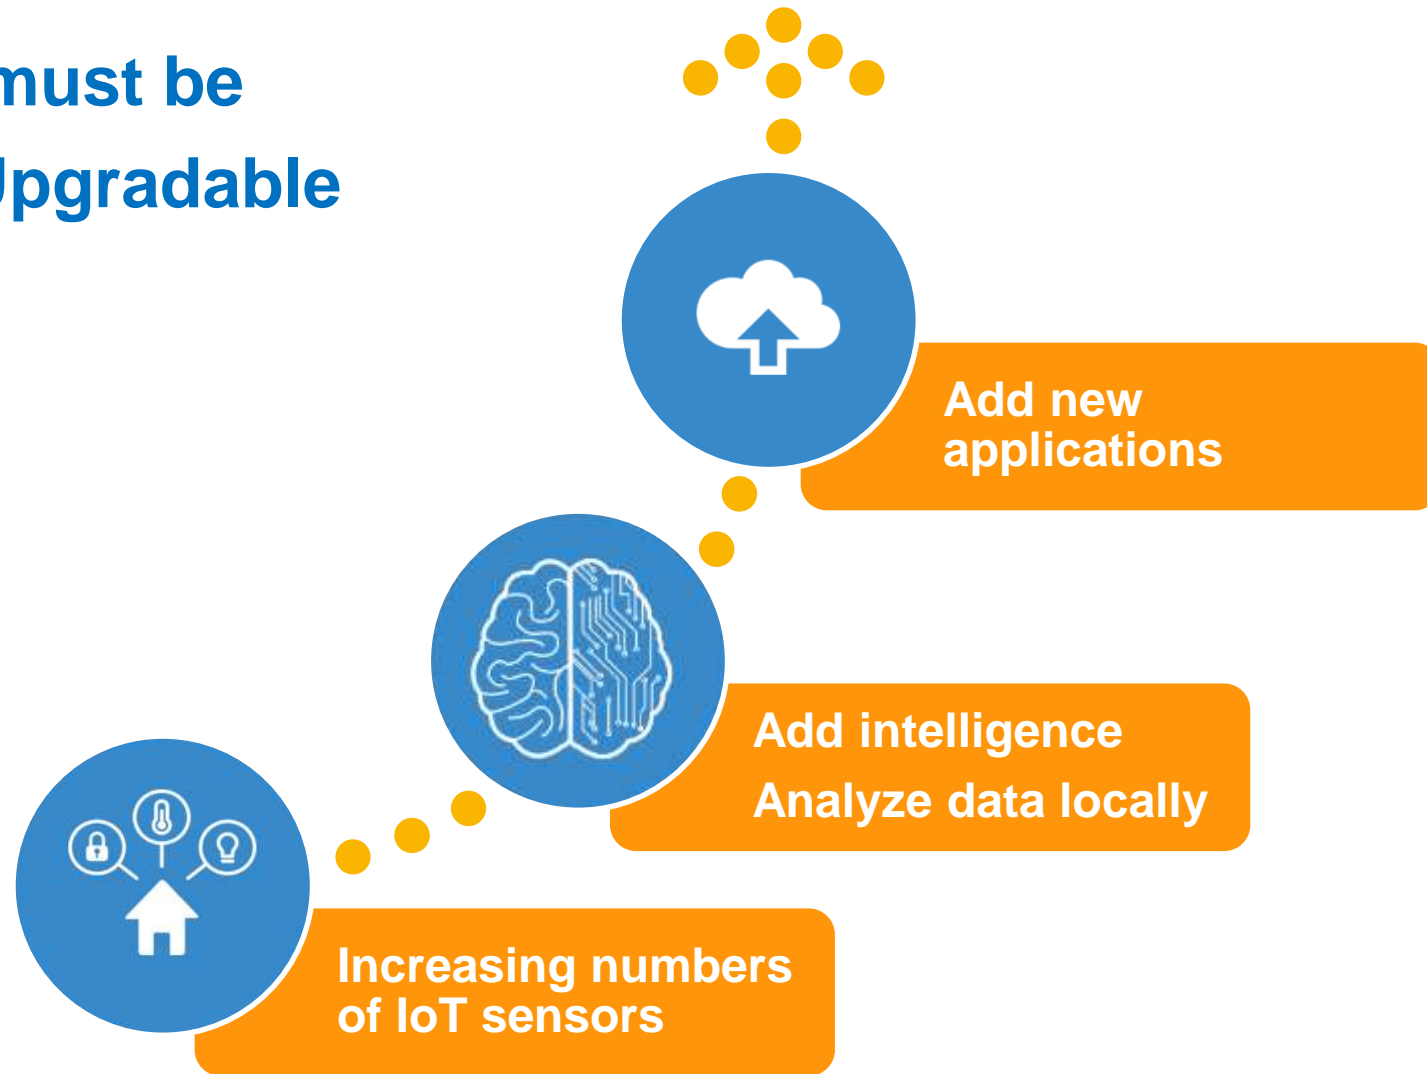 must be
Upgradable
Add new
applications
Add intelligence
Analyze data locally
Increasing numbers
of IoT sensors